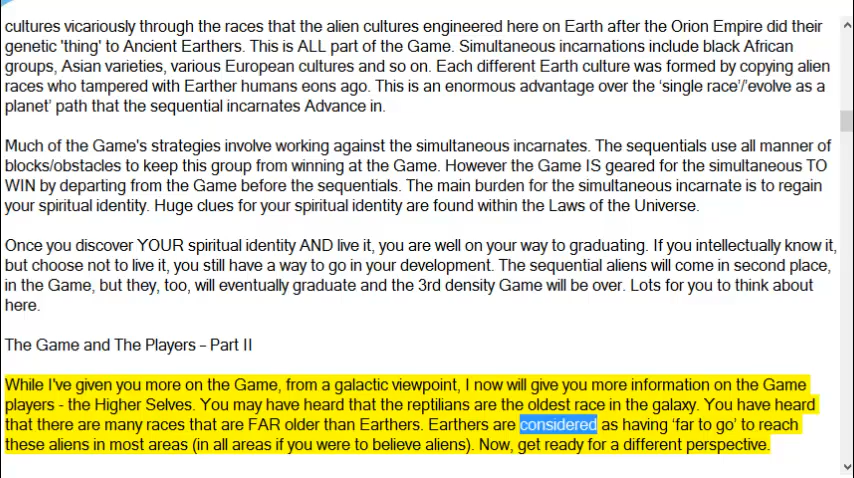 cultures vicariously through the races that the alien cultures engineered here on Earth after the Orion Empire did their
genetic 'thing' to Ancient Earthers. This is ALL part of the Game. Simultaneous incarnations include black African
groups, Asian varieties, various European cultures and so on. Each different Earth culture was formed by copying alien
races who tampered with Earther humans eons ago. This is an enormous advantage over the ‘single race’/’evolve as a
planet’ path that the sequential incarnates Advance in.
Much of the Game's strategies involve working against the simultaneous incarnates. The sequentials use all manner of
blocks/obstacles to keep this group from winning at the Game. However the Game IS geared for the simultaneous TO
WIN by departing from the Game before the sequentials. The main burden for the simultaneous incarnate is to regain
your spiritual identity. Huge clues for your spiritual identity are found within the Laws of the Universe.
Once you discover YOUR spiritual identity AND live it, you are well on your way to graduating. If you intellectually know it,
but choose not to live it, you still have a way to go in your development. The sequential aliens will come in second place,
in the Game, but they, too, will eventually graduate and the 3rd density Game will be over. Lots for you to think about
here.
The Game and The Players – Part II
While I've given you more on the Game, from a galactic viewpoint, I now will give you more information on the Game
players - the Higher Selves. You may have heard that the reptilians are the oldest race in the galaxy. You have heard
that there are many races that are FAR older than Earthers. Earthers are considered as having ‘far to go’ to reach
these aliens in most areas (in all areas if you were to believe aliens). Now, get ready for a different perspective.